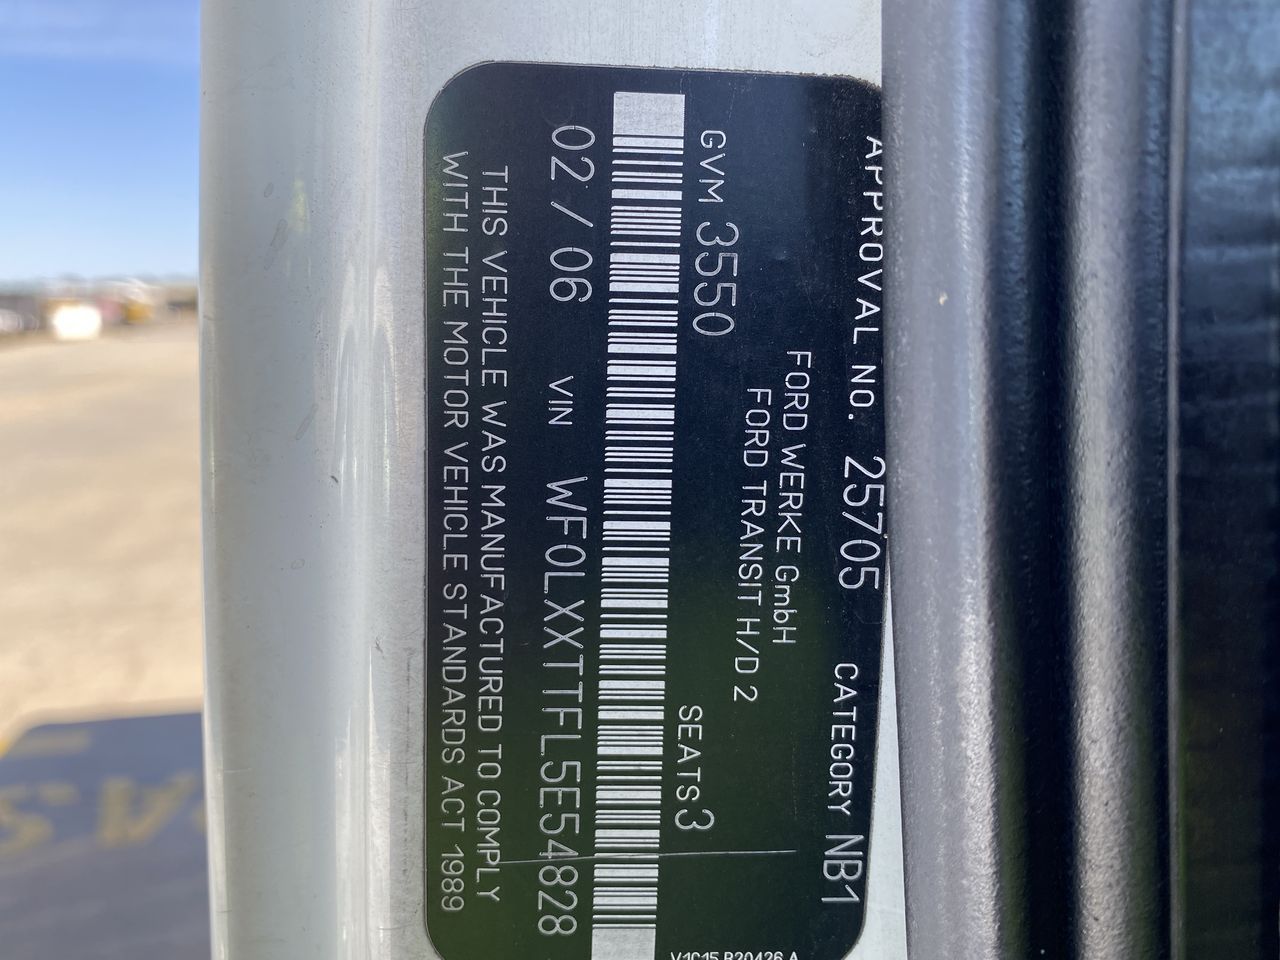 APPROVAL NO. 25705 CATEGORY NB1
FORD WERKE GmbH
FORD TRANSIT H/D 2
GVM 3550 SEATS 3
02/06 VIN WF0LXXTTFL5E54828
THIS VEHICLE WAS MANUFACTURED TO COMPLY
WITH THE MOTOR VEHICLE STANDARDS ACT 1989